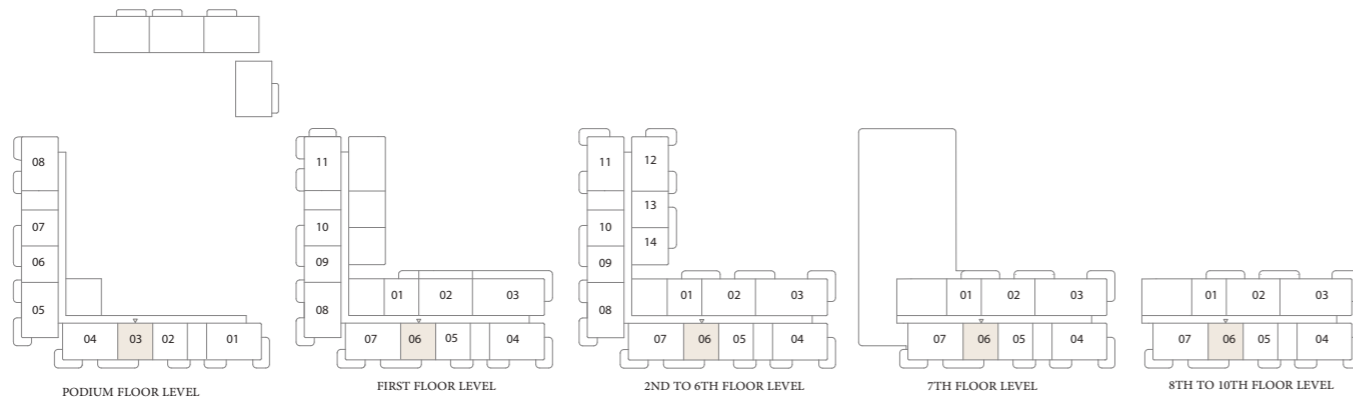 08
07
06
05
04 03 02 01
PODIUM FLOOR LEVEL
11
10
09
08
01 02 03
07 06 05 04
FIRST FLOOR LEVEL
11 12
13
10
14
09
08
01 02 03
07 06 05 04
2ND TO 6TH FLOOR LEVEL
01 02 03
07 06 05 04
7TH FLOOR LEVEL
01 02 03
07 06 05 04
8TH TO 10TH FLOOR LEVEL